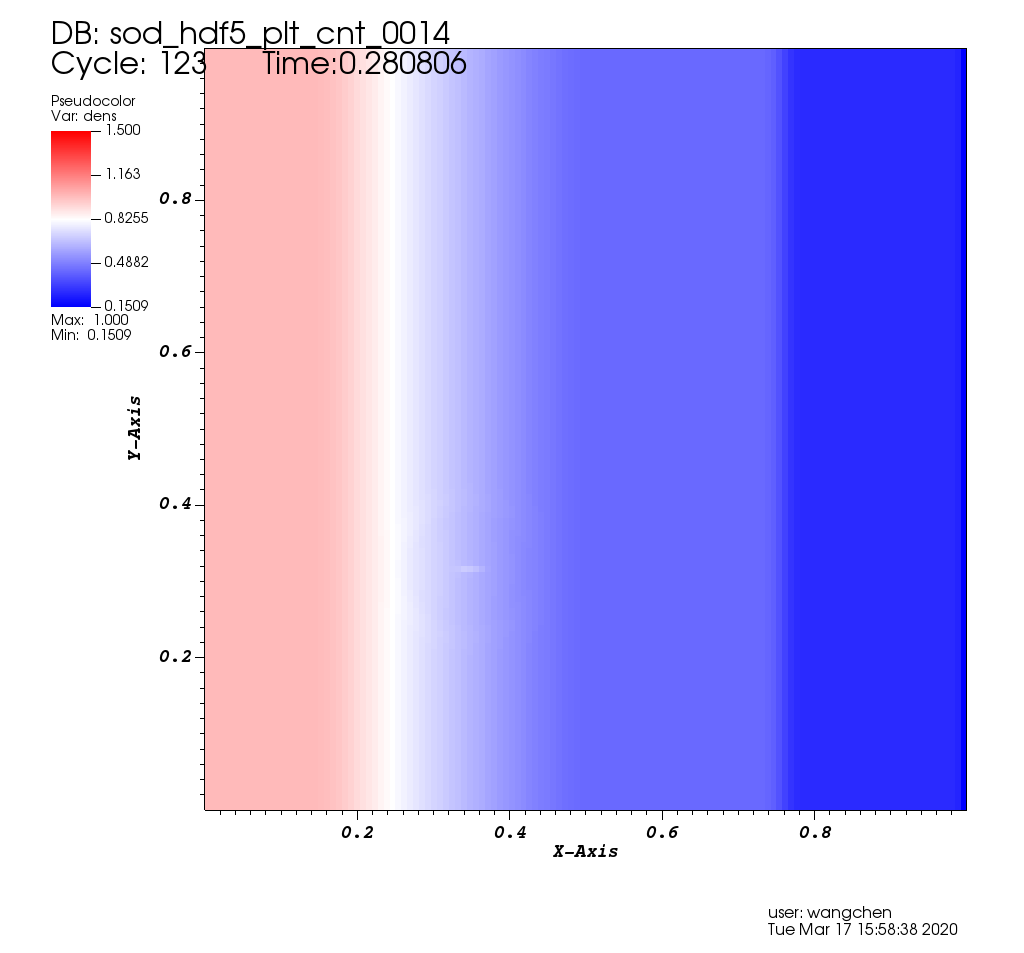 DB: sod_hdf5_plt_cnt_0014
Cycle: 123 Time:0.280806
Pseudocolor
Var: dens
1.500
1.163
0.8255
0.4882
0.1509
Max: 1.000
Min: 0.1509
0.8
0.6
0.4
0.2
Y-Axis
0.2 0.4 0.6 0.8
X-Axis
user: wangchen
Tue Mar 17 15:58:38 2020